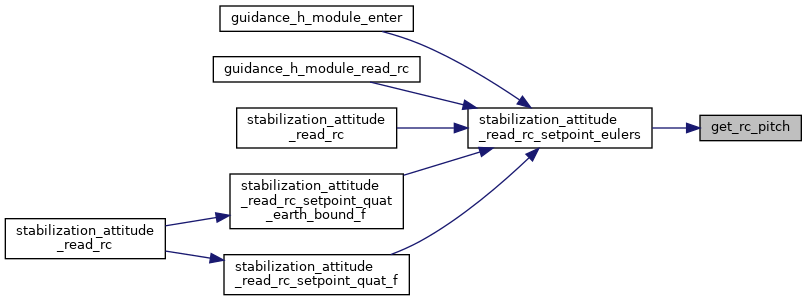 guidance_h_module_enter
guidance_h_module_read_rc
stabilization_attitude
_read_rc
stabilization_attitude
_read_rc_setpoint_eulers
get_rc_pitch
stabilization_attitude
_read_rc_setpoint_quat
_earth_bound_f
stabilization_attitude
_read_rc
stabilization_attitude
_read_rc_setpoint_quat_f